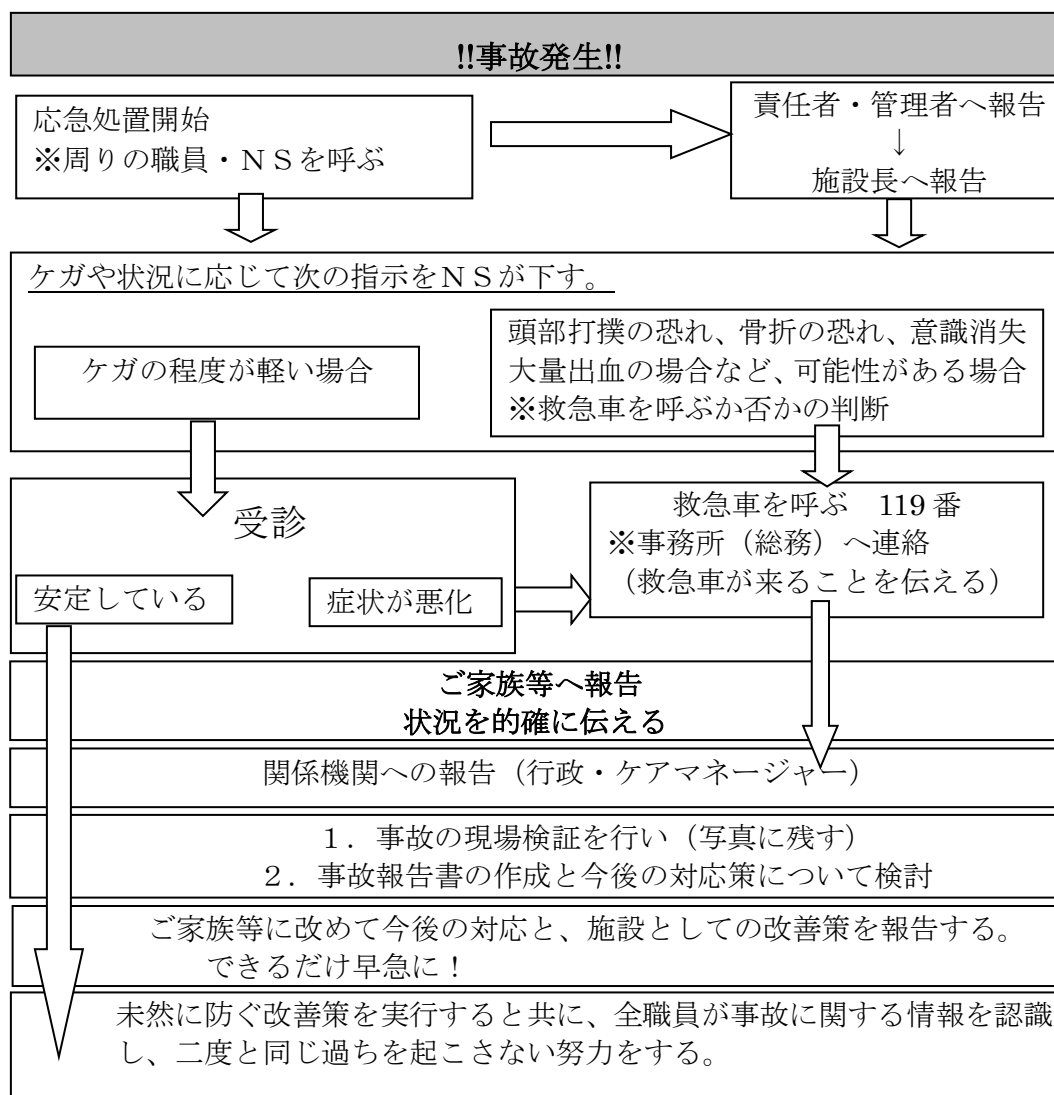 !!事故発生!!
応急処置開始
※周りの職員・ＮＳを呼ぶ
責任者・管理者へ報告
↓
施設長へ報告
ケガや状況に応じて次の指示をＮＳが下す。
ケガの程度が軽い場合
頭部打撲の恐れ、骨折の恐れ、意識消失
大量出血の場合など、可能性がある場合
※救急車を呼ぶか否かの判断
受診
安定している
症状が悪化
救急車を呼ぶ　119 番
※事務所（総務）へ連絡
（救急車が来ることを伝える）
ご家族等へ報告
状況を的確に伝える
関係機関への報告（行政・ケアマネージャー）
１．事故の現場検証を行い（写真に残す）
２．事故報告書の作成と今後の対応策について検討
ご家族等に改めて今後の対応と、施設としての改善策を報告する。
できるだけ早急に！
未然に防ぐ改善策を実行すると共に、全職員が事故に関する情報を認識
し、二度と同じ過ちを起こさない努力をする。